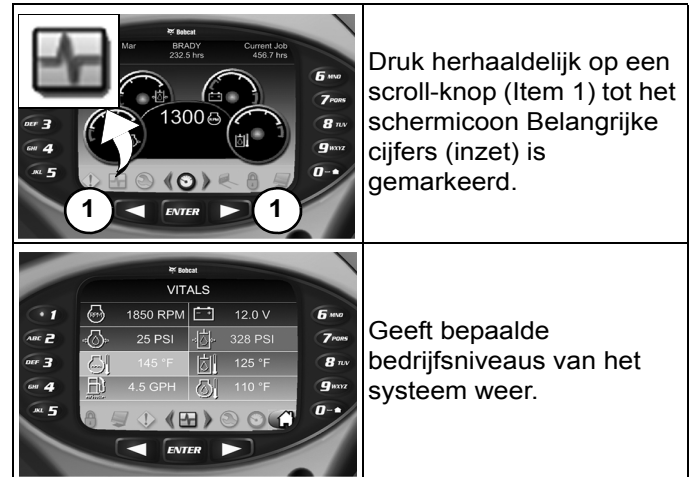 Bobcat
Mar BRADY Current Job
232.5 hrs 456.7 hrs
6 MNO
7 PQRS
DEF 3 8 TUV
1300
GHI 4 9 WXYZ
JKL 5 0
1 ENTER 1
Druk herhaaldelijk op een
scroll-knop (Item 1) tot het
schermicoon Belangrijke
cijfers (inzet) is
gemarkeerd.
Bobcat
VITALS
1 RPM 1850 RPM 12.0 V 6 MNO
ABC 2 25 PSI 328 PSI 7 PQRS
DEF 3 145 °F 125 °F 8 TUV
GHI 4 4.5 GPH 110 °F 9 WXYZ
JKL 5 0
ENTER
Geeft bepaalde
bedrijfsniveaus van het
systeem weer.